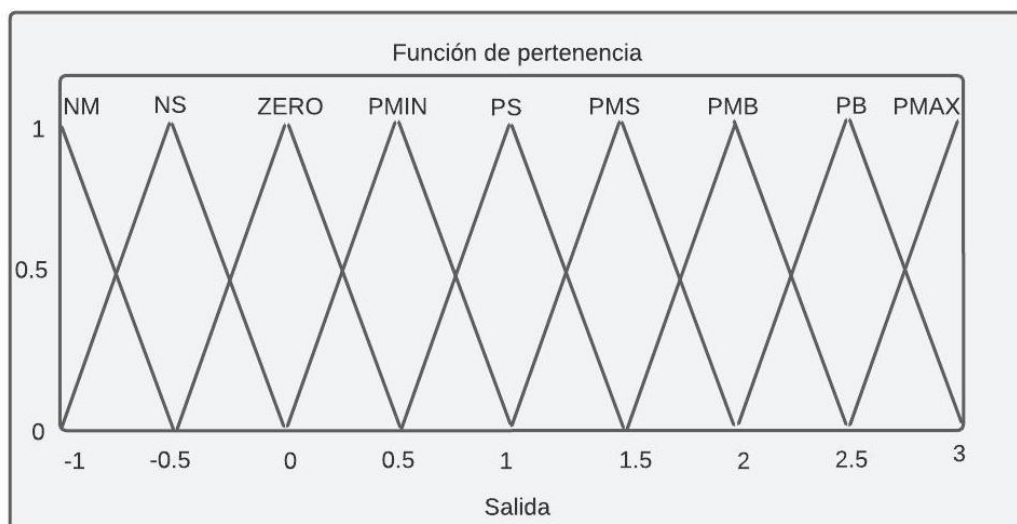 Función de pertenencia
NM NS ZERO PMIN PS PMS PMB PB PMAX
1
0.5
0
-1 -0.5 0 0.5 1 1.5 2 2.5 3
Salida